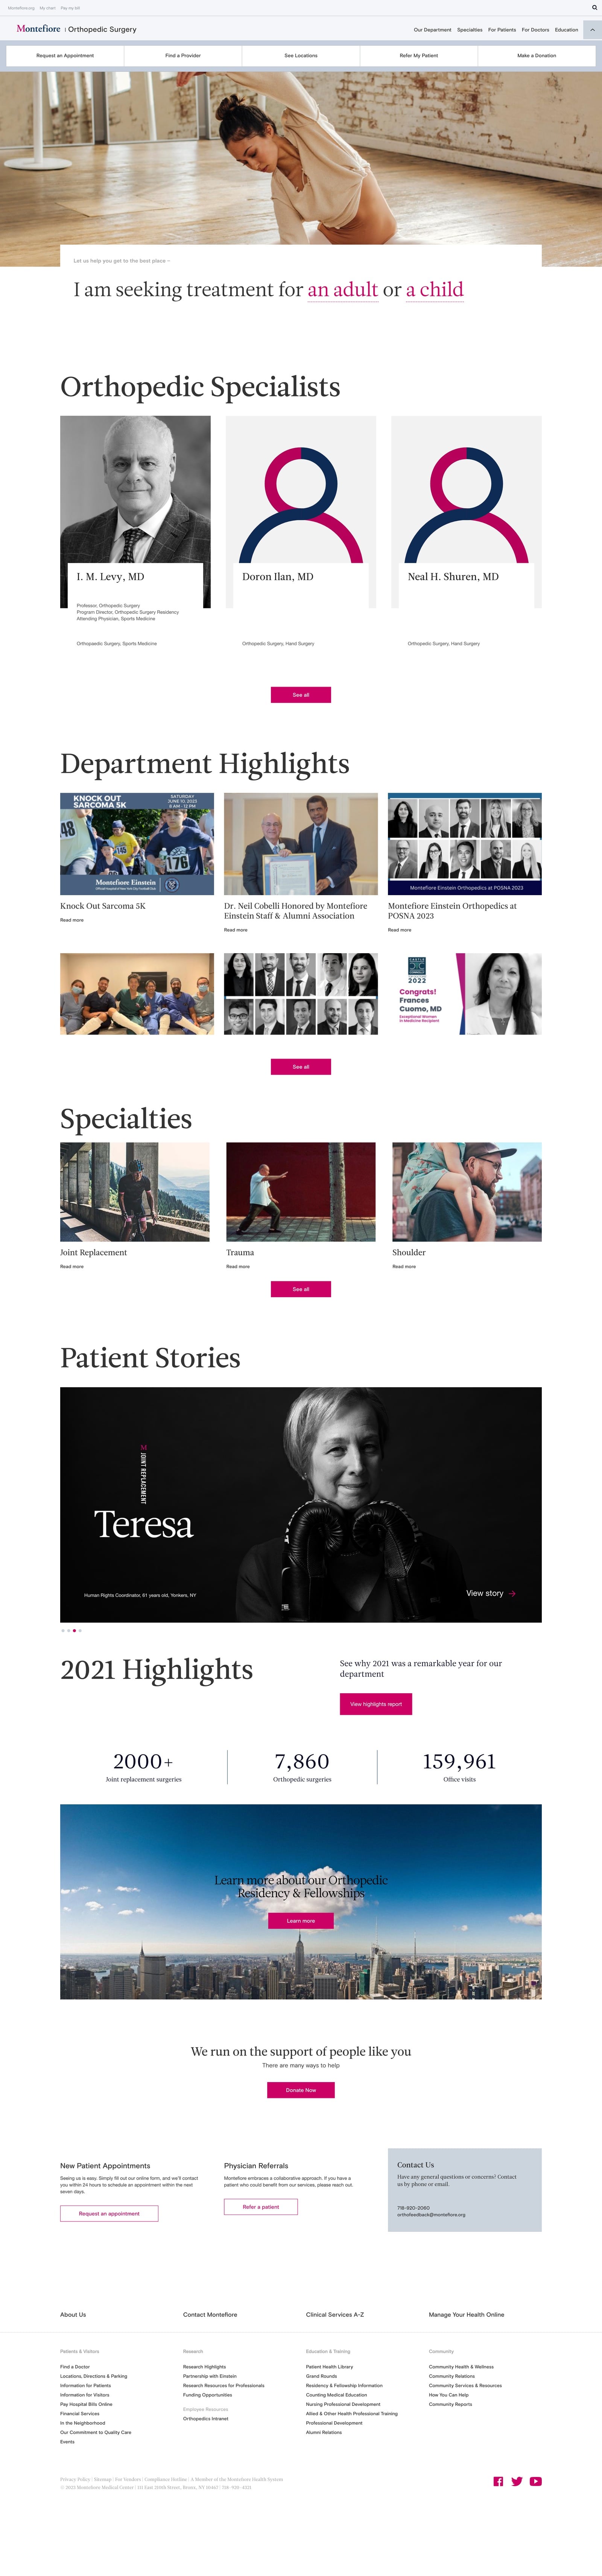 Montefiore.org My chart Pay my bill
Montefiore | Orthopedic Surgery
Our Department Specialties For Patients For Doctors Education
Request an Appointment
Find a Provider
See Locations
Refer My Patient
Make a Donation
Let us help you get to the best place –
I am seeking treatment for an adult or a child
Orthopedic Specialists
I. M. Levy, MD
Professor, Orthopedic Surgery
Program Director, Orthopedic Surgery Residency
Attending Physician, Sports Medicine
Orthopaedic Surgery, Sports Medicine
Doron Ilan, MD
Orthopedic Surgery, Hand Surgery
Neal H. Shuren, MD
Orthopedic Surgery, Hand Surgery
See all
Department Highlights
KNOCK OUT
SARCOMA 5K
SATURDAY
JUNE 10, 2023
8 AM - 12 PM
48
176
Montefiore Einstein
Knock Out Sarcoma 5K
Read more
Dr. Neil Cobelli Honored by Montefiore
Einstein Staff & Alumni Association
Read more
Montefiore Einstein Orthopedics at POSNA 2023
Montefiore Einstein Orthopedics at
POSNA 2023
Read more
2022
Congrats!
Frances
Cuomo, MD
Exceptional Women
in Medicine Recipient
See all
Specialties
Joint Replacement
Read more
Trauma
Read more
Shoulder
Read more
See all
Patient Stories
M
JOINT REPLACEMENT
Teresa
Human Rights Coordinator, 61 years old, Yonkers, NY
View story
2021 Highlights
See why 2021 was a remarkable year for our
department
View highlights report
2000+
Joint replacement surgeries
7,860
Orthopedic surgeries
159,961
Office visits
Learn more about our Orthopedic
Residency & Fellowships
Learn more
We run on the support of people like you
There are many ways to help
Donate Now
New Patient Appointments
Seeing us is easy. Simply fill out our online form, and we'll contact
you within 24 hours to schedule an appointment within the next
seven days.
Request an appointment
Physician Referrals
Montefiore embraces a collaborative approach. If you have a
patient who could benefit from our services, please reach out.
Refer a patient
Contact Us
Have any general questions or concerns? Contact
us by phone or email.
718-920-2060
orthofeedback@montefiore.org
About Us
Contact Montefiore
Clinical Services A-Z
Manage Your Health Online
Patients & Visitors
Find a Doctor
Locations, Directions & Parking
Information for Patients
Information for Visitors
Pay Hospital Bills Online
Financial Services
In the Neighborhood
Our Commitment to Quality Care
Events
Research
Research Highlights
Partnership with Einstein
Research Resources for Professionals
Funding Opportunities
Employee Resources
Orthopedics Intranet
Education & Training
Patient Health Library
Grand Rounds
Residency & Fellowship Information
Counting Medical Education
Nursing Professional Development
Allied & Other Health Professional Training
Professional Development
Alumni Relations
Community
Community Health & Wellness
Community Relations
Community Services & Resources
How You Can Help
Community Reports
Privacy Policy | Sitemap | For Vendors | Compliance Hotline | A Member of the Montefiore Health System
© 2023 Montefiore Medical Center | 111 East 210th Street, Bronx, NY 10467 | 718-920-4321